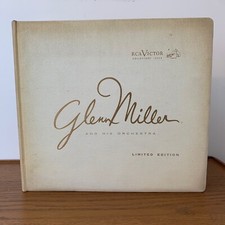 RCA VICTOR
Glenn Miller
AND HIS ORCHESTRA
LIMITED EDITION